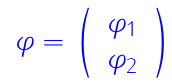 φ = ( φ₁
φ₂ )